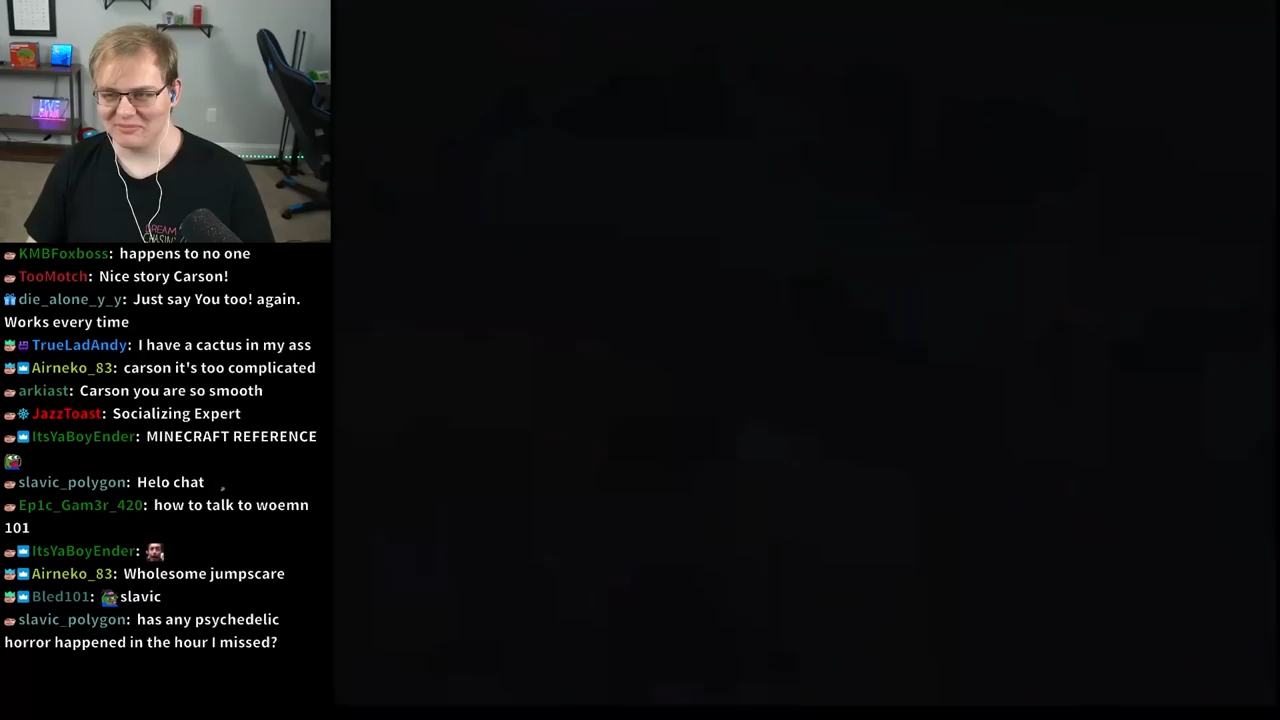 LIVE
DREAM
CHASIN
KMBFoxboss: happens to no one
TooMotch: Nice story Carson!
die_alone_y_y: Just say You too! again.
Works every time
TrueLadAndy: I have a cactus in my ass
Airneko_83: carson it's too complicated
arkiast: Carson you are so smooth
JazzToast: Socializing Expert
ItsYaBoyEnder: MINECRAFT REFERENCE
slavic_polygon: Helo chat
Ep1c_Gam3r_420: how to talk to woemn
101
ItsYaBoyEnder:
Airneko_83: Wholesome jumpscare
Bled101: slavic
slavic_polygon: has any psychedelic
horror happened in the hour I missed?